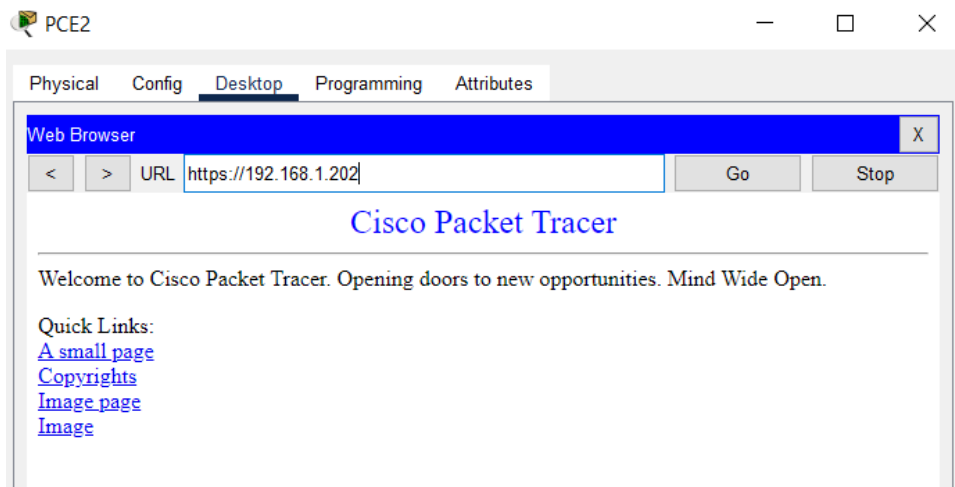 PCE2
Physical Config Desktop Programming Attributes
Web Browser X
< > URL https://192.168.1.202 Go Stop
Cisco Packet Tracer
Welcome to Cisco Packet Tracer. Opening doors to new opportunities. Mind Wide Open.
Quick Links:
A small page
Copyrights
Image page
Image